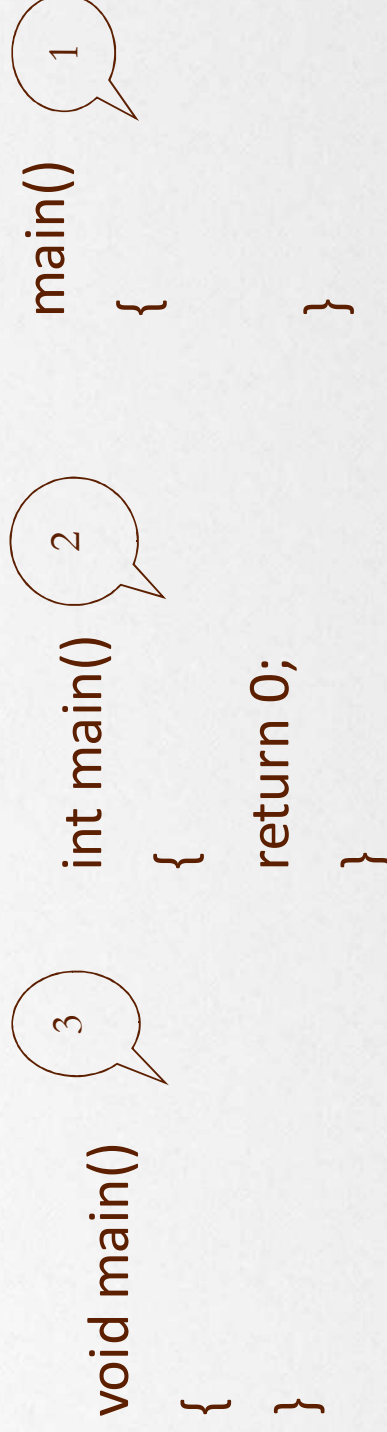 void main()
{
}
3
int main()
{
return 0;
}
2
main()
{
}
1